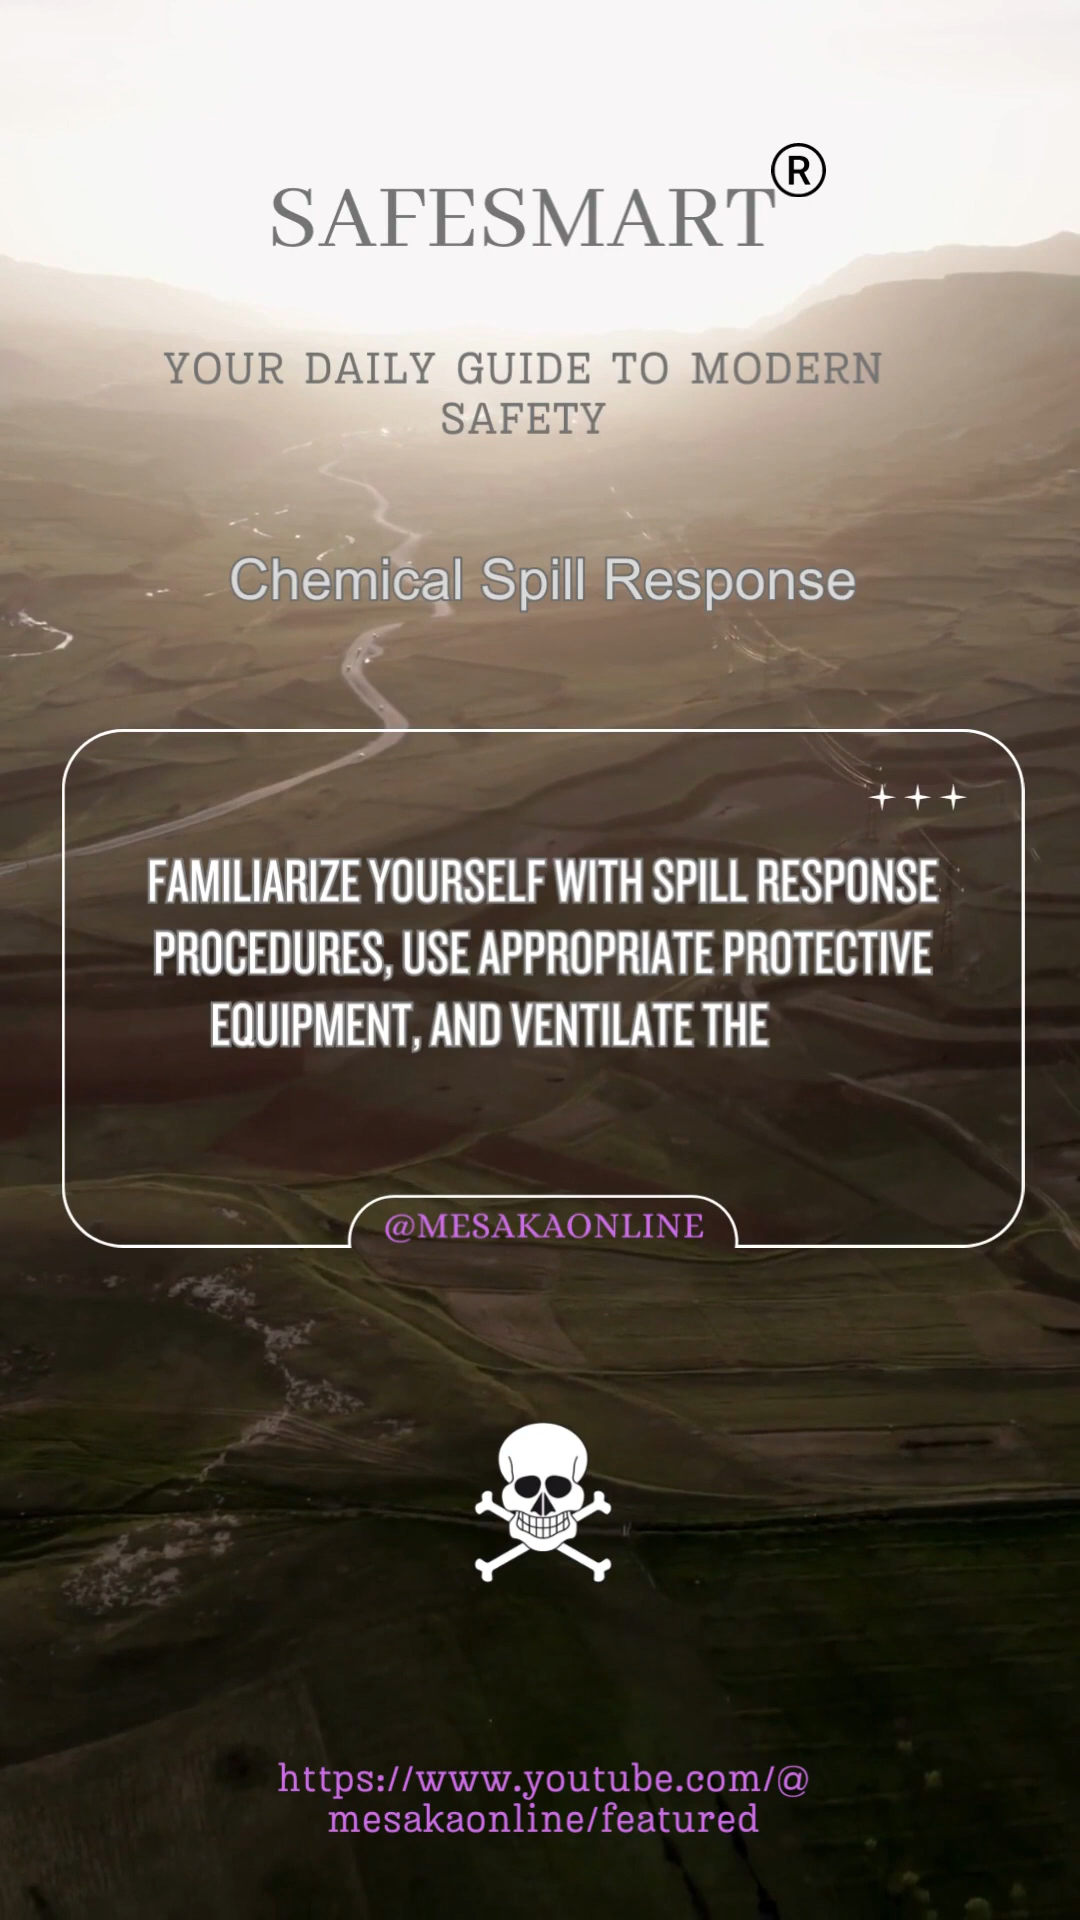 SAFESMART®
YOUR DAILY GUIDE TO MODERN
SAFETY
Chemical Spill Response
FAMILIARIZE YOURSELF WITH SPILL RESPONSE
PROCEDURES, USE APPROPRIATE PROTECTIVE
EQUIPMENT, AND VENTILATE THE
@MESAKAONLINE
https://www.youtube.com/@
mesakaonline/featured